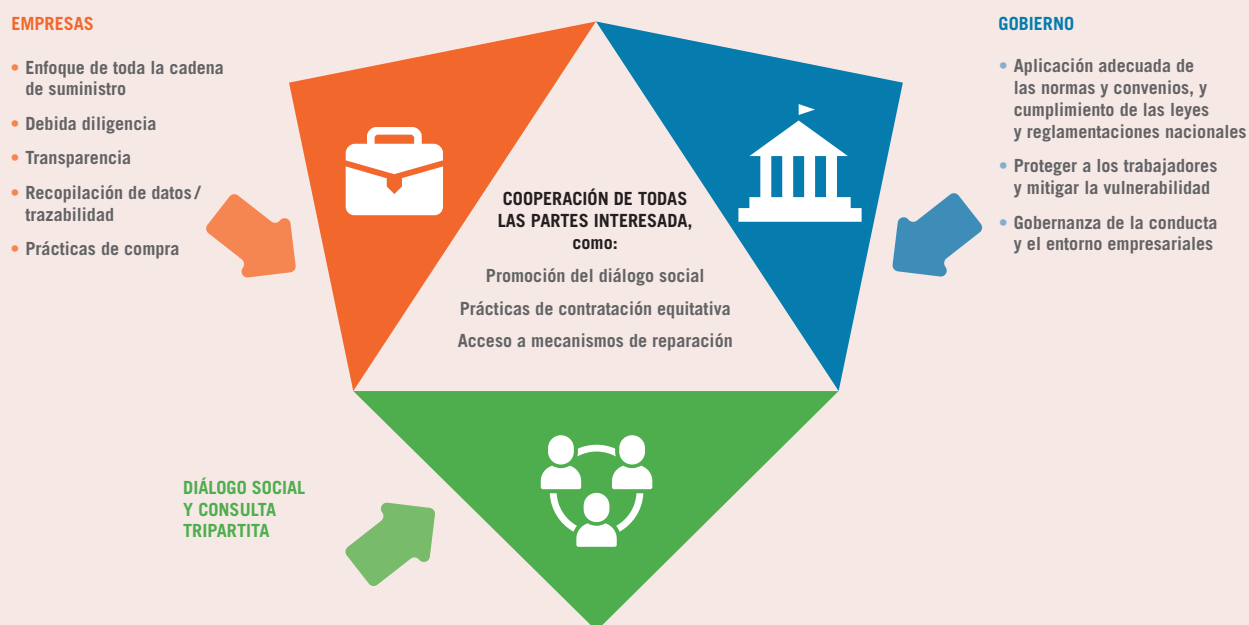 EMPRESAS
• Enfoque de toda la cadena
de suministro
• Debida diligencia
• Transparencia
• Recopilación de datos/
trazabilidad
• Prácticas de compra
COOPERACIÓN DE TODAS
LAS PARTES INTERESADA,
como:
Promoción del diálogo social
Prácticas de contratación equitativa
Acceso a mecanismos de reparación
GOBIERNO
• Aplicación adecuada de
las normas y convenios, y
cumplimiento de las leyes
y reglamentaciones nacionales
• Proteger a los trabajadores
y mitigar la vulnerabilidad
• Gobernanza de la conducta
y el entorno empresariales
DIÁLOGO SOCIAL
Y CONSULTA
TRIPARTITA